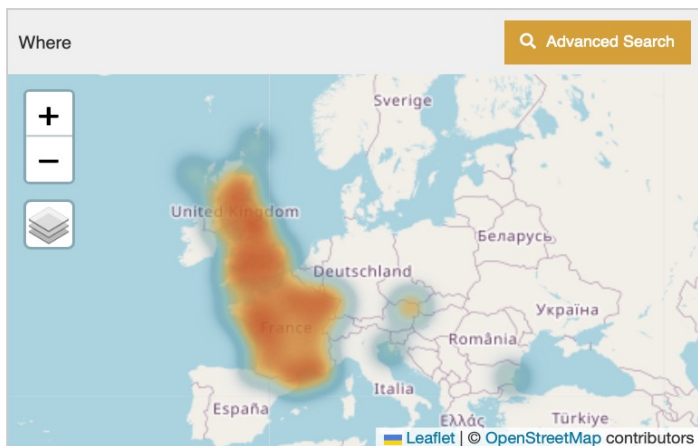 Where
Advanced Search
+
Sverige
−
United Kingdom
Беларусь
Deutschland
Україна
France
România
Italia
España
Ελλάς
Türkiye
Leaflet | © OpenStreetMap contributors